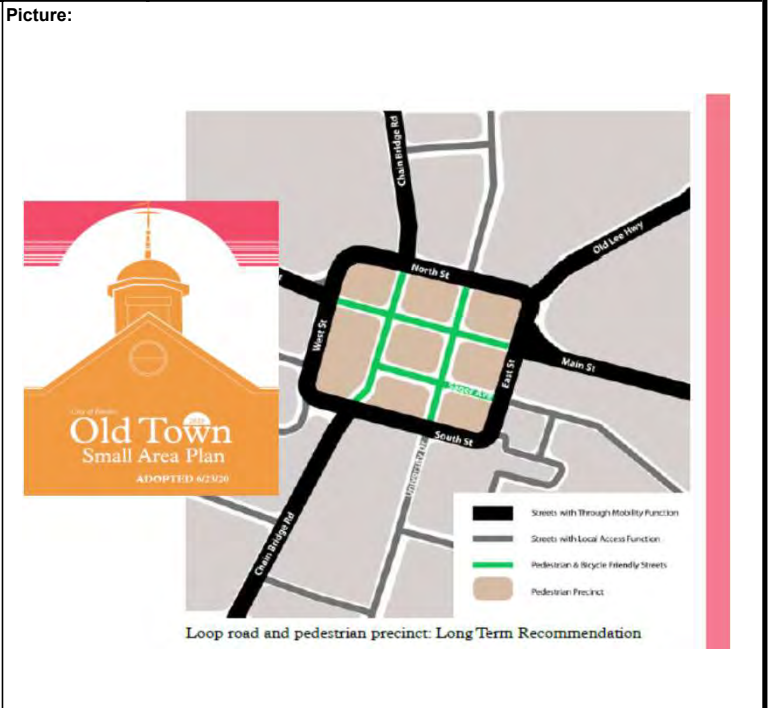 Picture:
Chain Bridge Rd
Old Lee Hwy
North St
West St
East St
Main St
Sager Ave
South St
Chain Bridge Rd
City of Fairfax
2020
Old Town
Small Area Plan
ADOPTED 6/23/20
Streets with Through Mobility Function
Streets with Local Access Function
Pedestrian & Bicycle Friendly Streets
Pedestrian Precinct
Loop road and pedestrian precinct: Long Term Recommendation